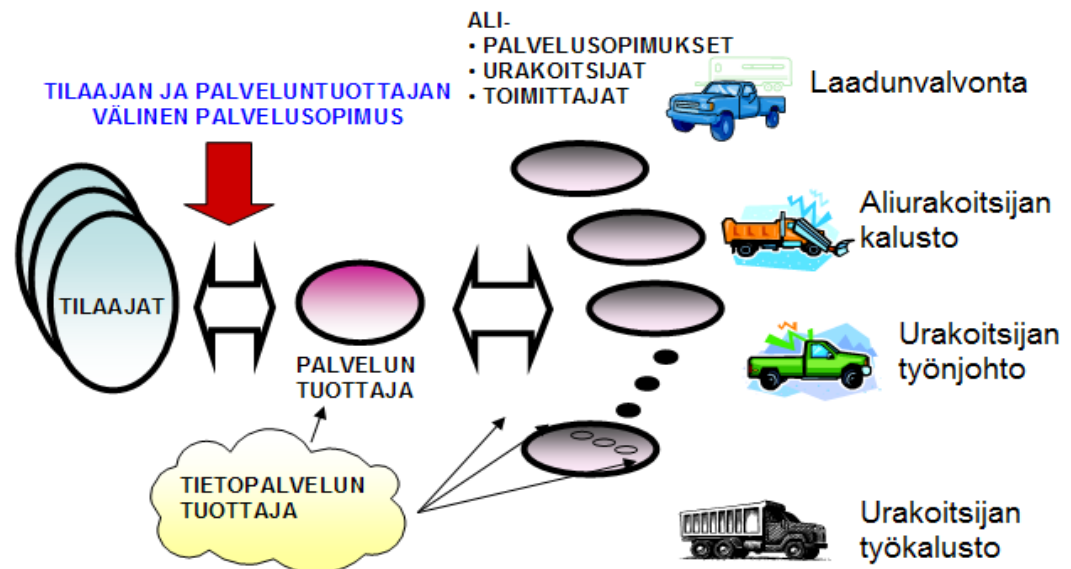 ALI-
• PALVELUSOPIMUKSET
• URAKOITSIJAT
• TOIMITTAJAT
Laadunvalvonta
TILAAJAN JA PALVELUNTUOTTAJAN
VÄLINEN PALVELUSOPIMUS
Aliurakoitsijan
kalusto
TILAAJAT
Urakoitsijan
työnjohto
PALVELUN
TUOTTAJA
TIETOPALVELUN
TUOTTAJA
Urakoitsijan
työkalusto